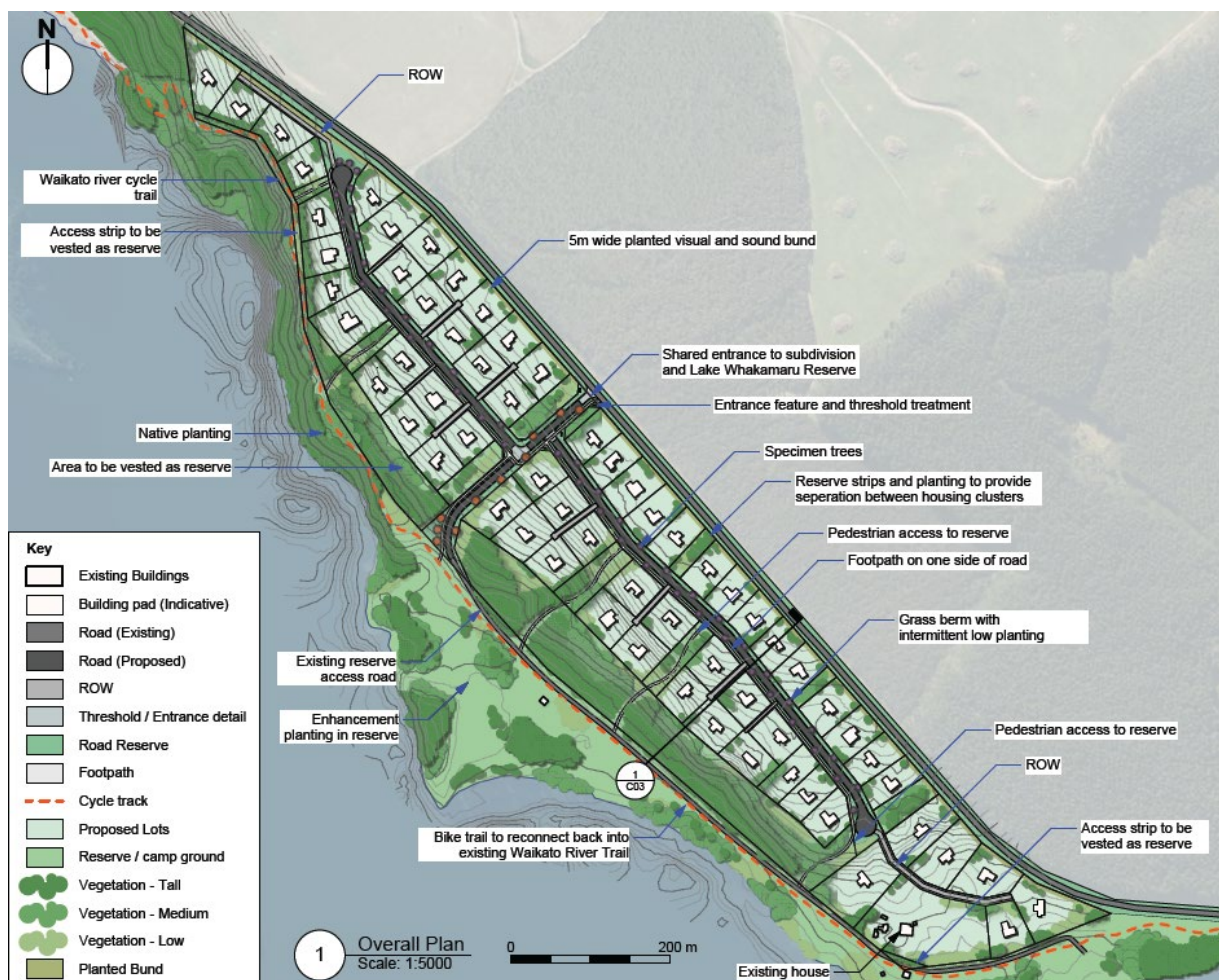 N
ROW
Waikato river cycle
trail
Access strip to be
vested as reserve
5m wide planted visual and sound bund
Shared entrance to subdivision
and Lake Whakamaru Reserve
Entrance feature and threshold treatment
Native planting
Specimen trees
Area to be vested as reserve
Reserve strips and planting to provide
seperation between housing clusters
Pedestrian access to reserve
Footpath on one side of road
Grass berm with
intermittent low planting
Existing reserve
access road
Enhancement
planting in reserve
Pedestrian access to reserve
ROW
1
C03
Bike trail to reconnect back into
existing Waikato River Trail
Access strip to be
vested as reserve
Existing house
Key
Existing Buildings
Building pad (Indicative)
Road (Existing)
Road (Proposed)
ROW
Threshold / Entrance detail
Road Reserve
Footpath
Cycle track
Proposed Lots
Reserve / camp ground
Vegetation - Tall
Vegetation - Medium
Vegetation - Low
Planted Bund
1
Overall Plan
Scale: 1:5000
0
200 m